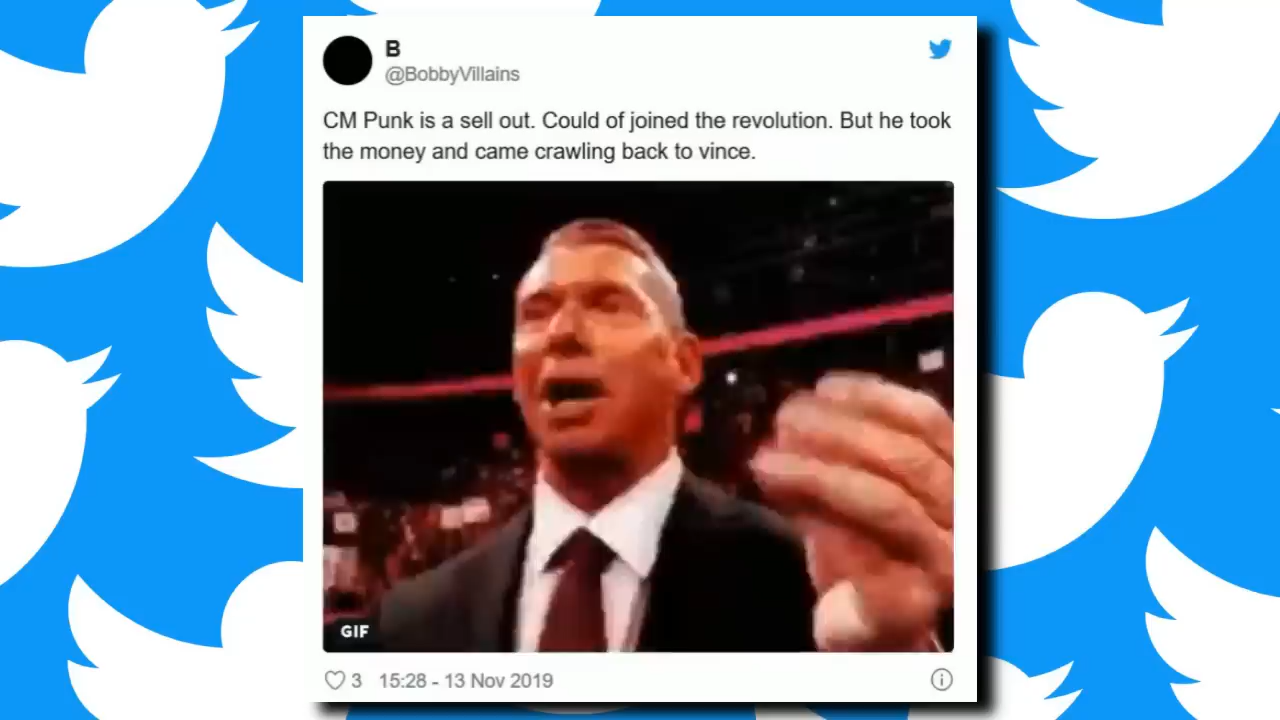 B
@BobbyVillains
CM Punk is a sell out. Could of joined the revolution. But he took
the money and came crawling back to vince.
GIF
3 15:28 - 13 Nov 2019